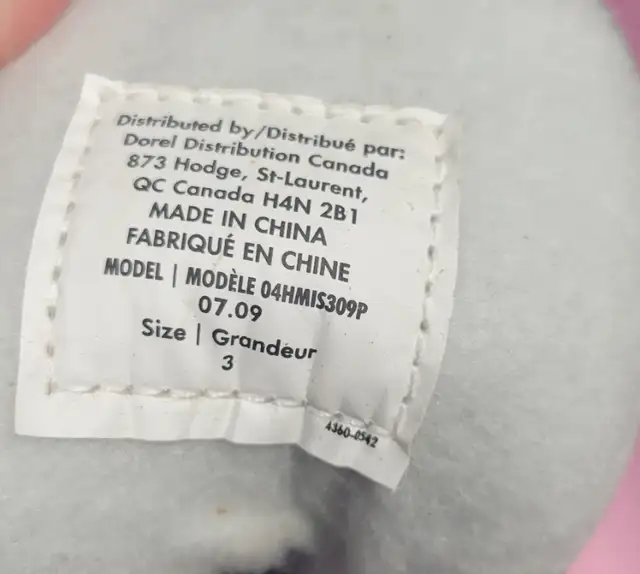 Distributed by/Distribué par:
Dorel Distribution Canada
873 Hodge, St-Laurent,
QC Canada H4N 2B1
MADE IN CHINA
FABRIQUÉ EN CHINE
MODEL | MODÈLE 04HMIS309P
07.09
Size | Grandeur
3
4360-0542